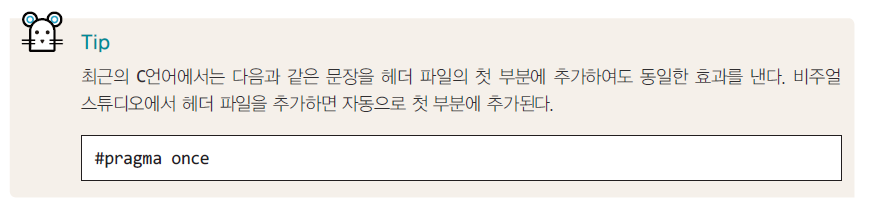 Tip
최근의 C언어에서는 다음과 같은 문장을 헤더 파일의 첫 부분에 추가하여도 동일한 효과를 낸다. 비주얼
스튜디오에서 헤더 파일을 추가하면 자동으로 첫 부분에 추가된다.
#pragma once